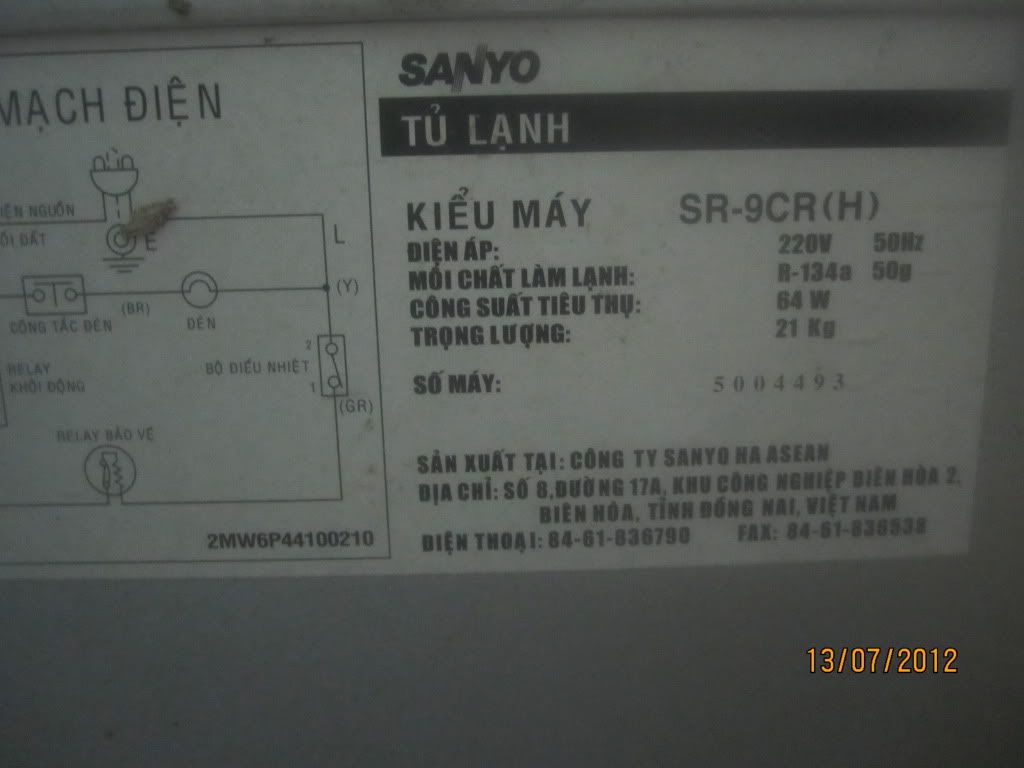 MẠCH ĐIỆN
E
L
(Y)
CÔNG TẮC ĐÈN
(BR)
ĐÈN
RELAY
KHỞI ĐỘNG
BỘ ĐIỀU NHIỆT
2
1
(GR)
RELAY BẢO VỆ
2MW6P44100210
SANYO
TỦ LẠNH
KIỂU MÁY SR-9CR(H)
ĐIỆN ÁP: 220V 50Hz
MÔI CHẤT LÀM LẠNH: R-134a 50g
CÔNG SUẤT TIÊU THỤ: 64 W
TRỌNG LƯỢNG: 21 Kg
SỐ MÁY: 5004493
SẢN XUẤT TẠI: CÔNG TY SANYO HA ASEAN
ĐỊA CHỈ: SỐ 8, ĐƯỜNG 17A, KHU CÔNG NGHIỆP BIÊN HÒA 2,
BIÊN HÒA, TỈNH ĐỒNG NAI, VIỆT NAM
ĐIỆN THOẠI: 84-61-836790 FAX: 84-61-836538
13/07/2012